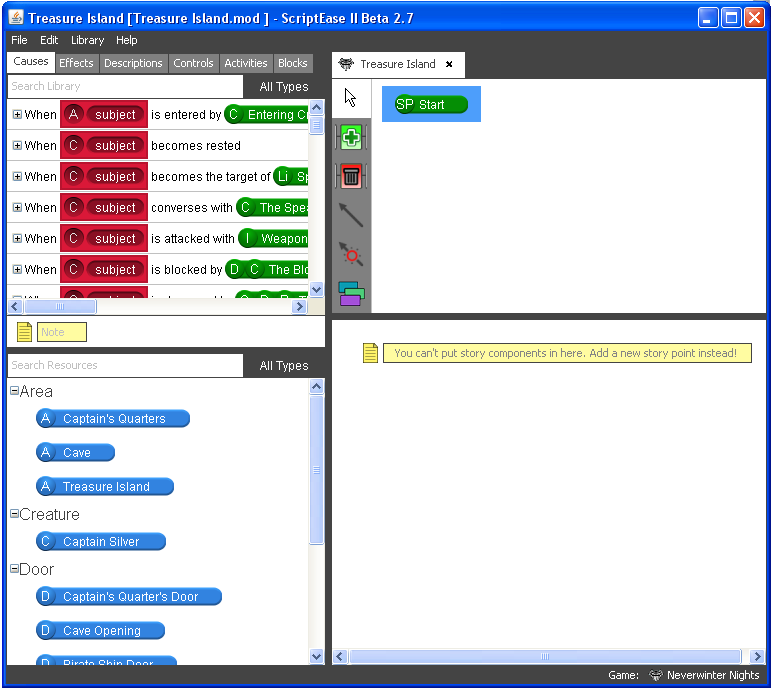 Treasure Island [Treasure Island.mod ] - ScriptEase II Beta 2.7
File Edit Library Help
Causes Effects Descriptions Controls Activities Blocks
Search Library All Types
When A subject is entered by C Entering
When C subject becomes rested
When C subject becomes the target of Li
When C subject converses with C The
When C subject is attacked with I Weapon
When C subject is blocked by D C The
Note
Search Resources All Types
Area
A Captain's Quarters
A Cave
A Treasure Island
Creature
C Captain Silver
Door
D Captain's Quarter's Door
D Cave Opening
D Pirate Ship Door
Treasure Island
SP Start
You can't put story components in here. Add a new story point instead!
Game: Neverwinter Nights